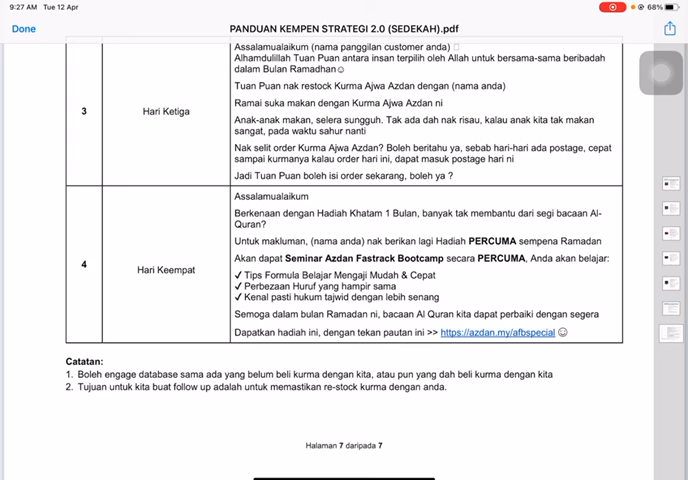 9:27 AM Tue 12 Apr
68%
Done
PANDUAN KEMPEN STRATEGI 2.0 (SEDEKAH).pdf
3
Hari Ketiga
Assalamualaikum (nama panggilan customer anda) □
Alhamdulillah Tuan Puan antara insan terpilih oleh Allah untuk bersama-sama beribadah
dalam Bulan Ramadhan☺
Tuan Puan nak restock Kurma Ajwa Azdan dengan (nama anda)
Ramai suka makan dengan Kurma Ajwa Azdan ni
Anak-anak makan, selera sungguh. Tak ada dah nak risau, kalau anak kita tak makan
sangat, pada waktu sahur nanti
Nak selit order Kurma Ajwa Azdan? Boleh beritahu ya, sebab hari-hari ada postage, cepat
sampai kurmanya kalau order hari ini, dapat masuk postage hari ni
Jadi Tuan Puan boleh isi order sekarang, boleh ya ?
4
Hari Keempat
Assalamualaikum
Berkenaan dengan Hadiah Khatam 1 Bulan, banyak tak membantu dari segi bacaan Al-
Quran?
Untuk makluman, (nama anda) nak berikan lagi Hadiah PERCUMA sempena Ramadan
Akan dapat Seminar Azdan Fastrack Bootcamp secara PERCUMA, Anda akan belajar:
✓ Tips Formula Belajar Mengaji Mudah & Cepat
✓ Perbezaan Huruf yang hampir sama
✓ Kenal pasti hukum tajwid dengan lebih senang
Semoga dalam bulan Ramadan ni, bacaan Al Quran kita dapat perbaiki dengan segera
Dapatkan hadiah ini, dengan tekan pautan ini >> https://azdan.my/afbspecial ☺
Catatan:
1. Boleh engage database sama ada yang belum beli kurma dengan kita, atau pun yang dah beli kurma dengan kita
2. Tujuan untuk kita buat follow up adalah untuk memastikan re-stock kurma dengan anda.
Halaman 7 daripada 7